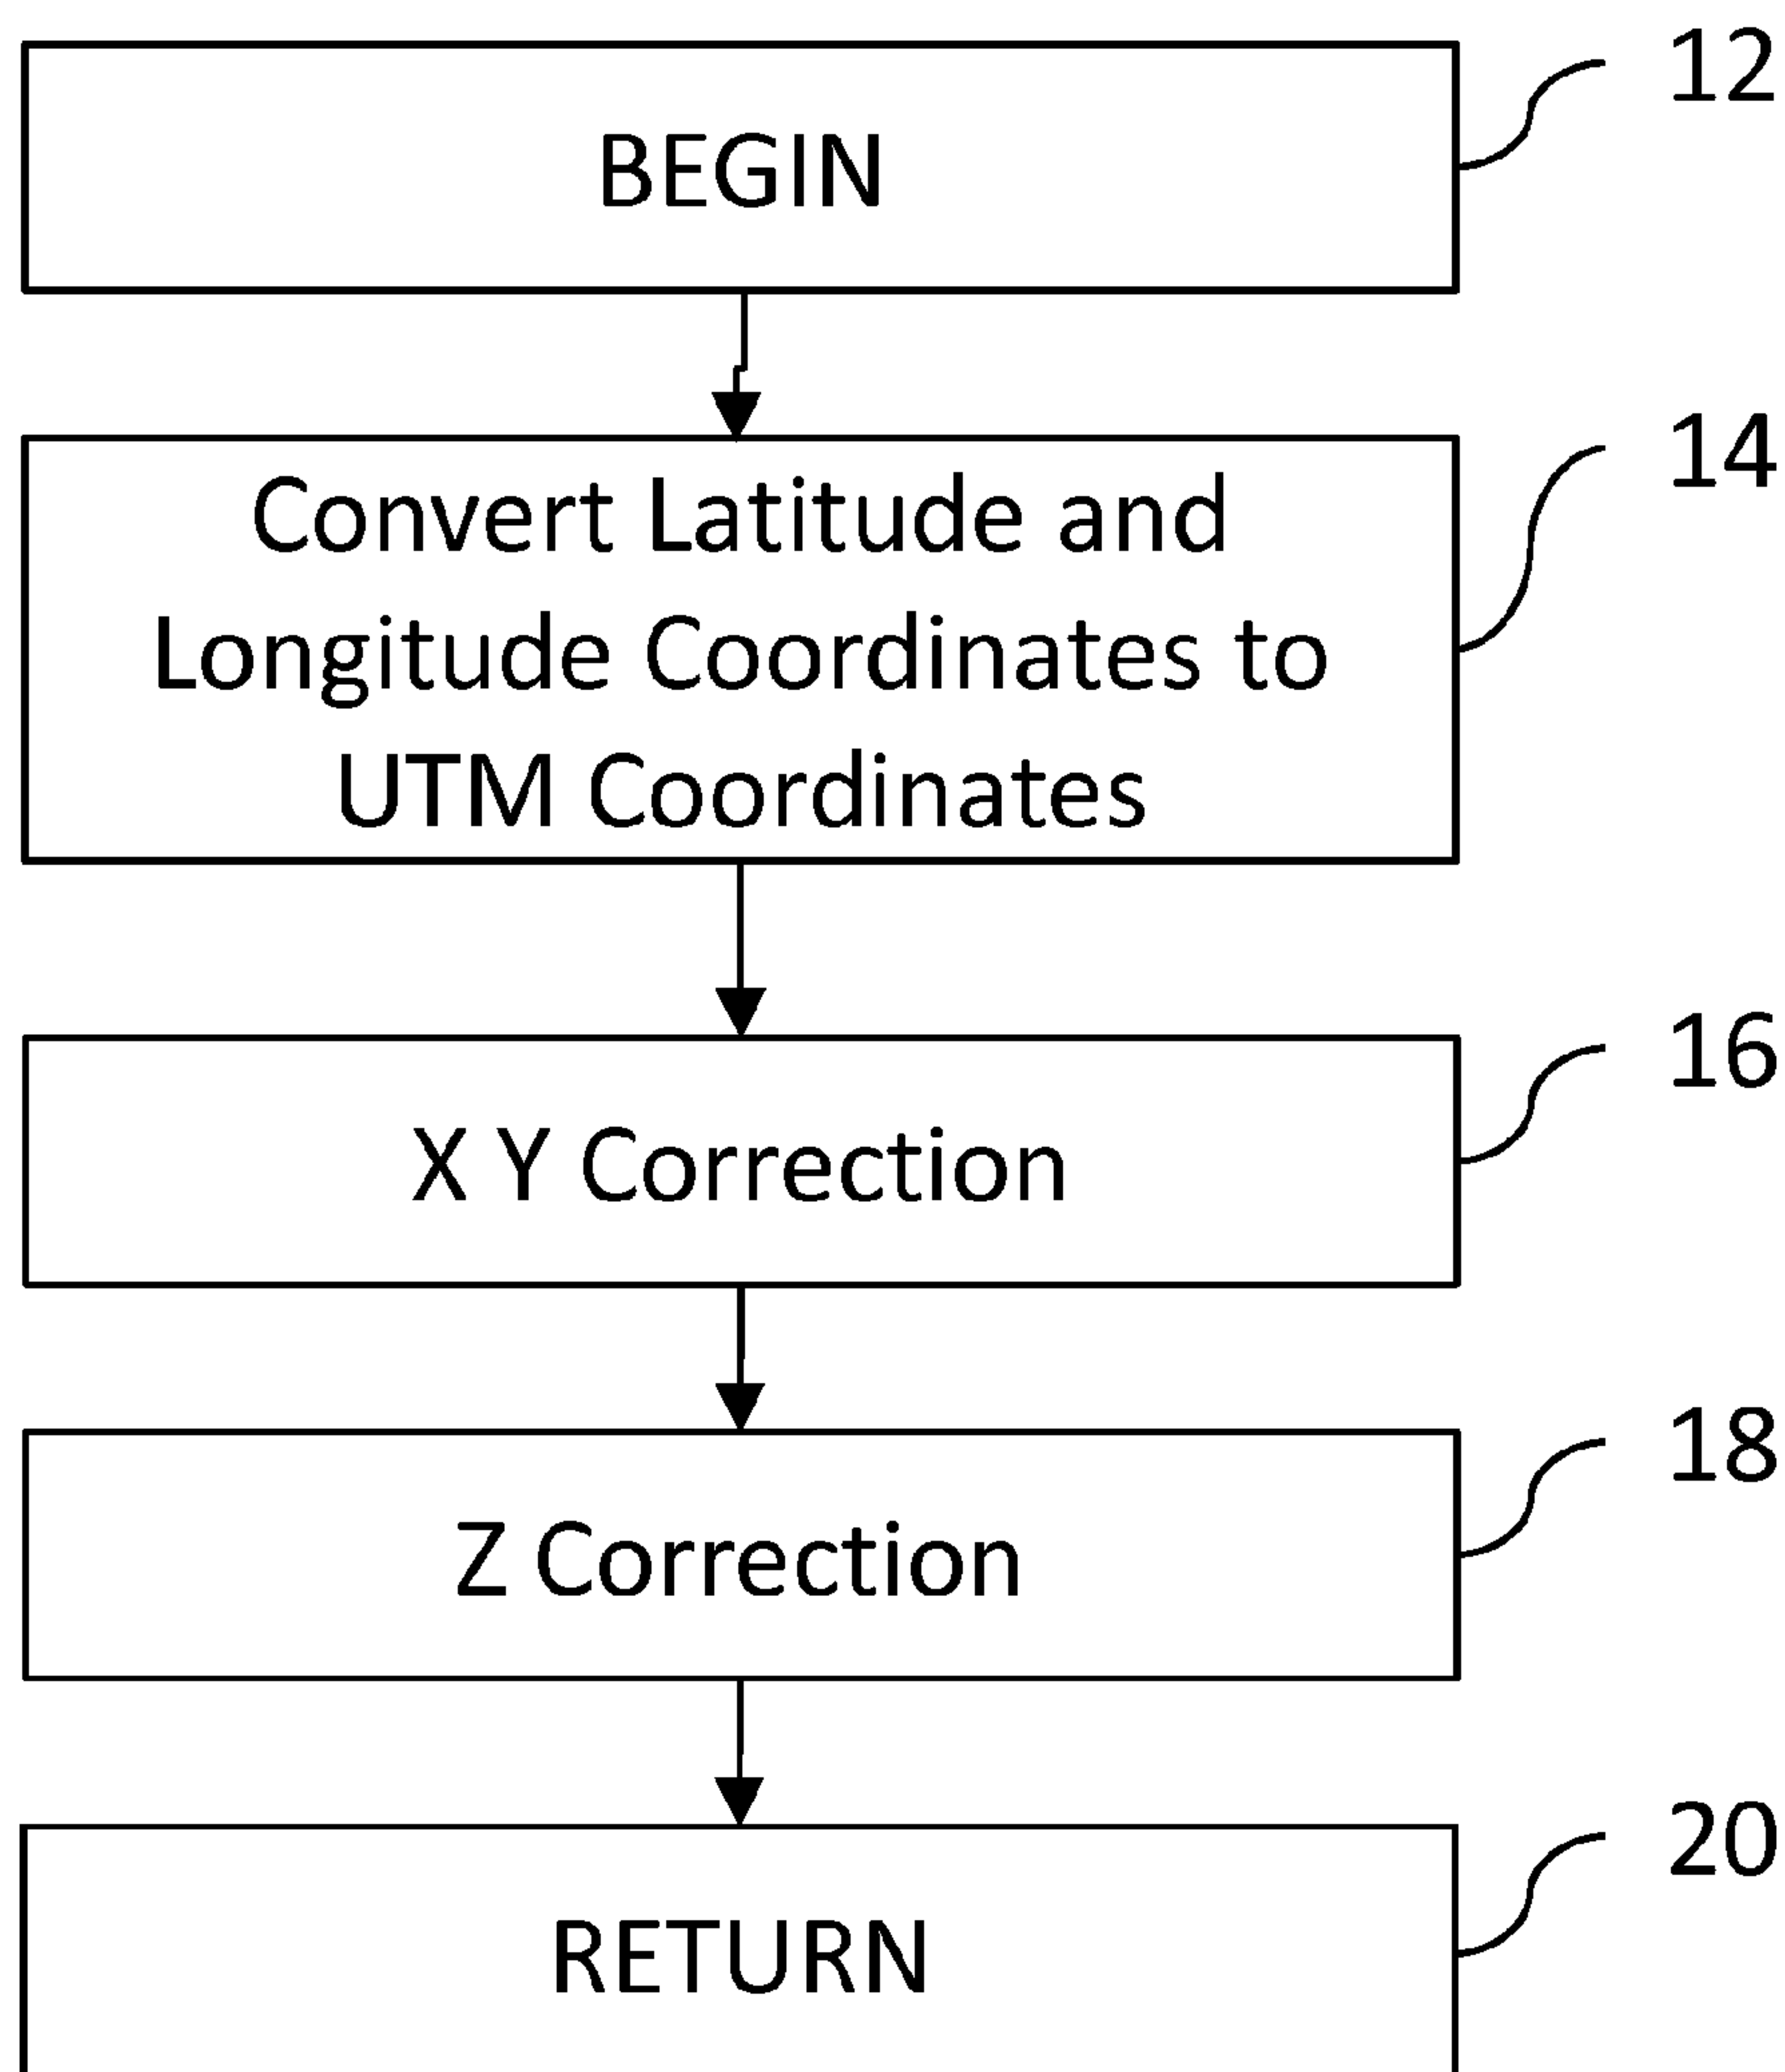 12
BEGIN
14
Convert Latitude and
Longitude Coordinates to
UTM Coordinates
16
X Y Correction
18
Z Correction
20
RETURN